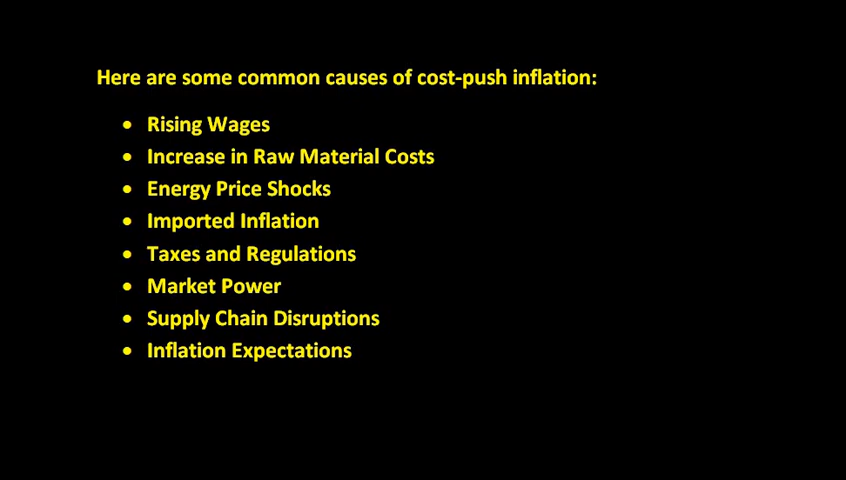 Here are some common causes of cost-push inflation:
• Rising Wages
• Increase in Raw Material Costs
• Energy Price Shocks
• Imported Inflation
• Taxes and Regulations
• Market Power
• Supply Chain Disruptions
• Inflation Expectations